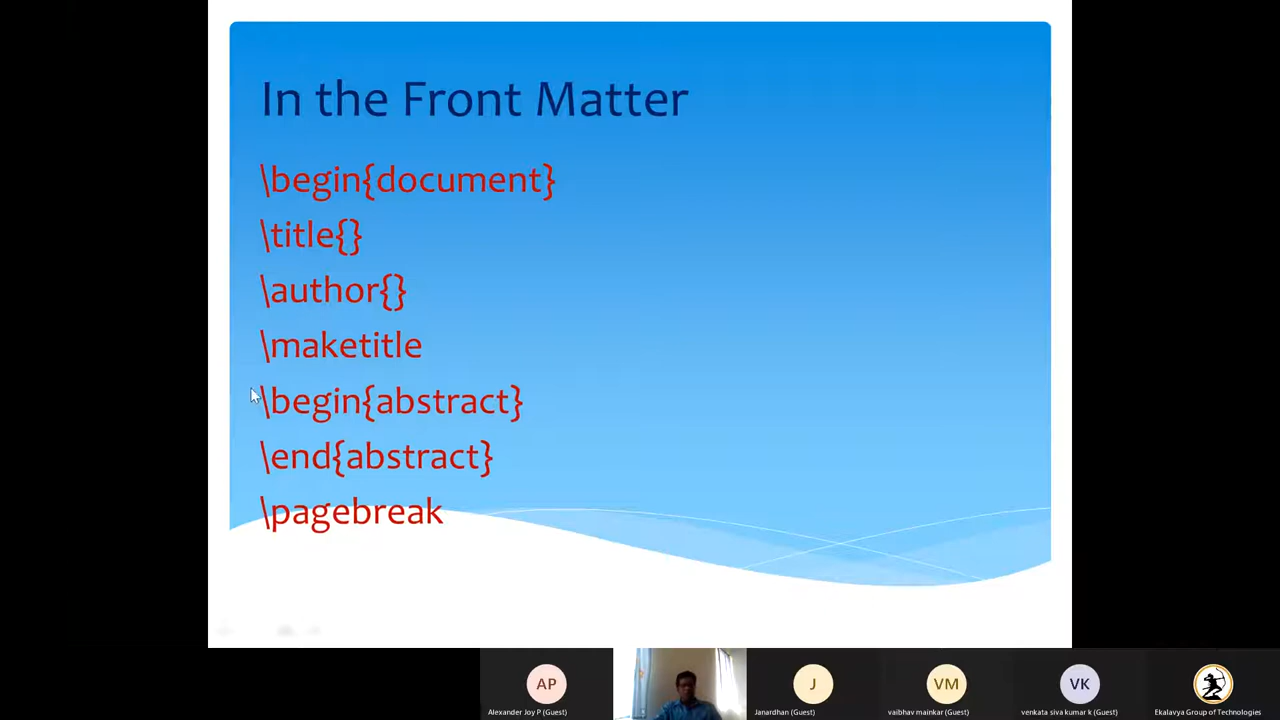 In the Front Matter
\begin{document}
\title{}
\author{}
\maketitle
\begin{abstract}
\end{abstract}
\pagebreak
AP
J
VM
VK
Alexander Joy P (Guest)
Janardhan (Guest)
vaibhav mainkar (Guest)
venkata siva kumar k (Guest)
Ekalavya Group of Technologies